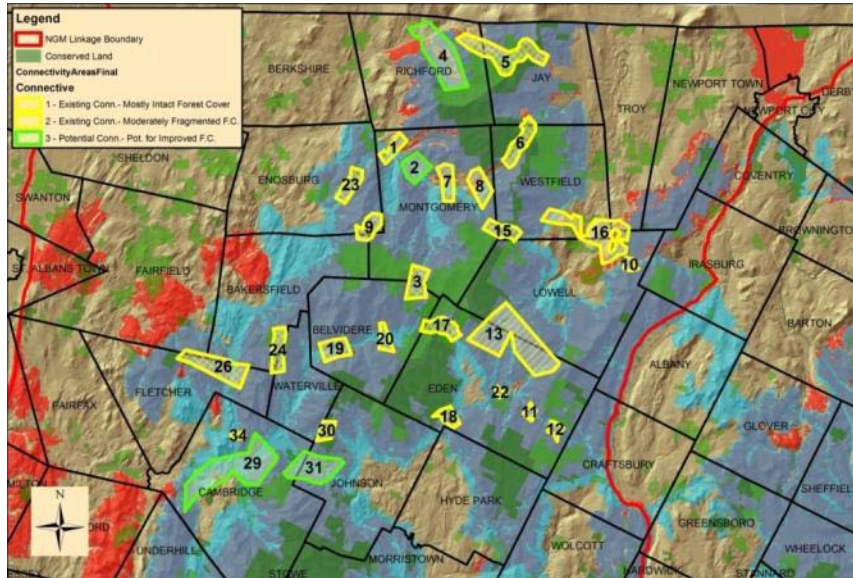 Legend
NGM Linkage Boundary
Conserved Land
ConnectivityAreasFinal
Connective
1 - Existing Conn.- Mostly Intact Forest Cover
2 - Existing Conn.- Moderately Fragmented F.C.
3 - Potential Conn.- Pot. for Improved F.C.
BERKSHIRE
RICHFORD
4
5
JAY
NEWPORT TOWN
TROY
DERBY
NEWPORT CITY
SHELDON
ENOSBURG
1
2
6
7
8
23
MONTGOMERY
WESTFIELD
COVENTRY
SWANTON
9
15
16
10
BROWNINGTON
ST. ALBANS TOWN
FAIRFIELD
BAKERSFIELD
3
LOWELL
IRASBURG
BARTON
BELVIDERE
20
17
13
19
24
26
FLETCHER
WATERVILLE
EDEN
22
ALBANY
FAIRFAX
18
11
12
GLOVER
34
30
29
31
CAMBRIDGE
JOHNSON
CRAFTSBURY
SHEFFIELD
MILTON
N
HYDE PARK
GREENSBORO
UNDERHILL
MORRISTOWN
WOLCOTT
WHEELOCK
STOWE
HARDWICK
STANNARD